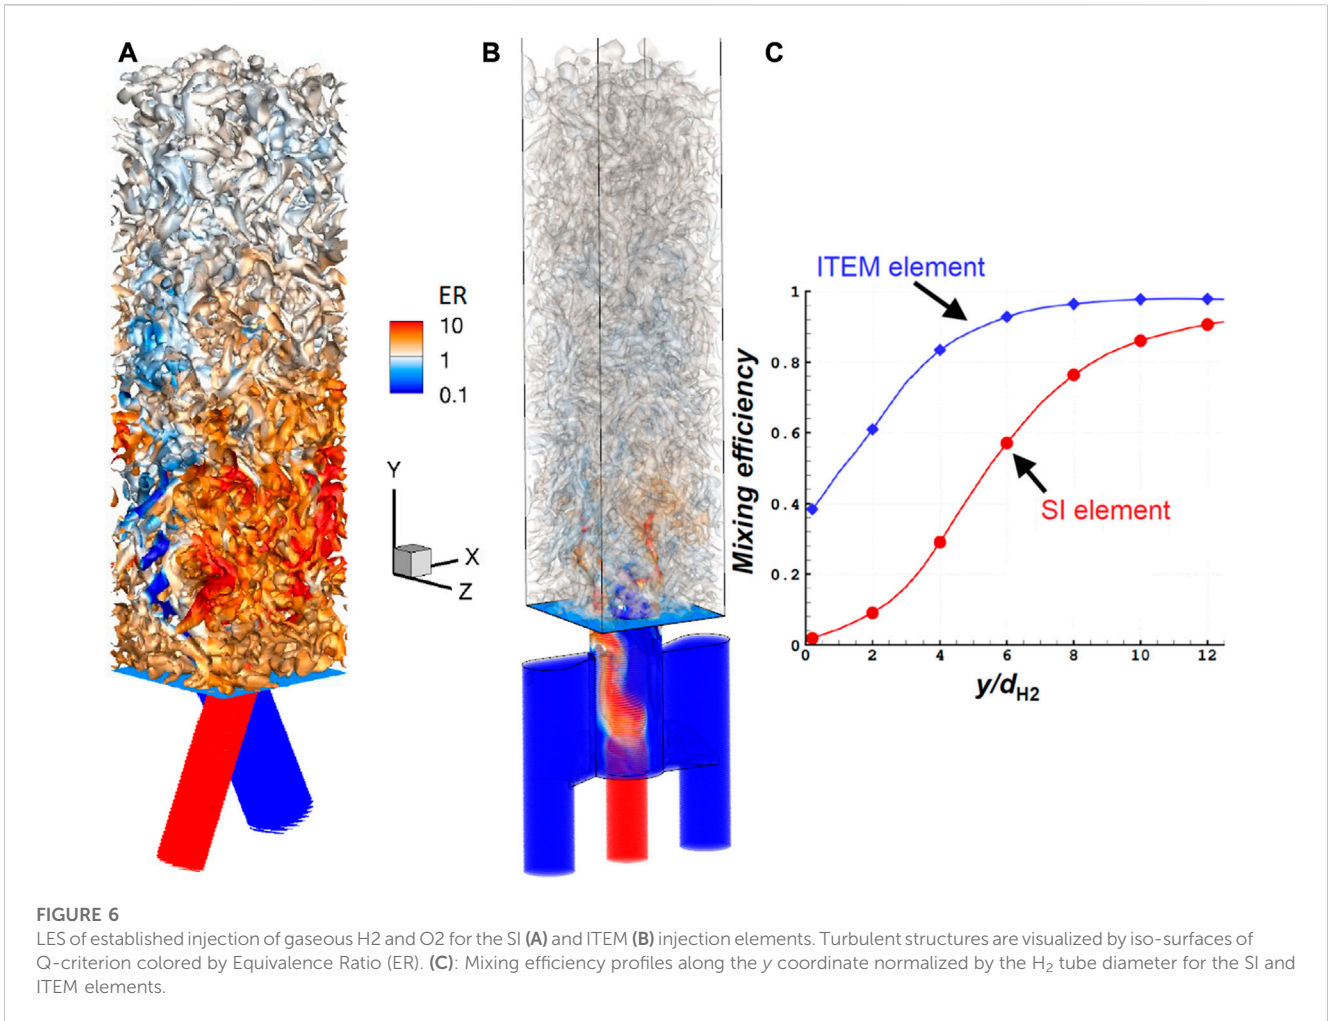 A
B
C
ER
10
1
0.1
Y
X
Z
ITEM element
SI element
Mixing efficiency
1
0.8
0.6
0.4
0.2
0
0 2 4 6 8 10 12
y/dH2
FIGURE 6
LES of established injection of gaseous H2 and O2 for the SI (A) and ITEM (B) injection elements. Turbulent structures are visualized by iso-surfaces of
Q-criterion colored by Equivalence Ratio (ER). (C): Mixing efficiency profiles along the y coordinate normalized by the H₂ tube diameter for the SI and
ITEM elements.